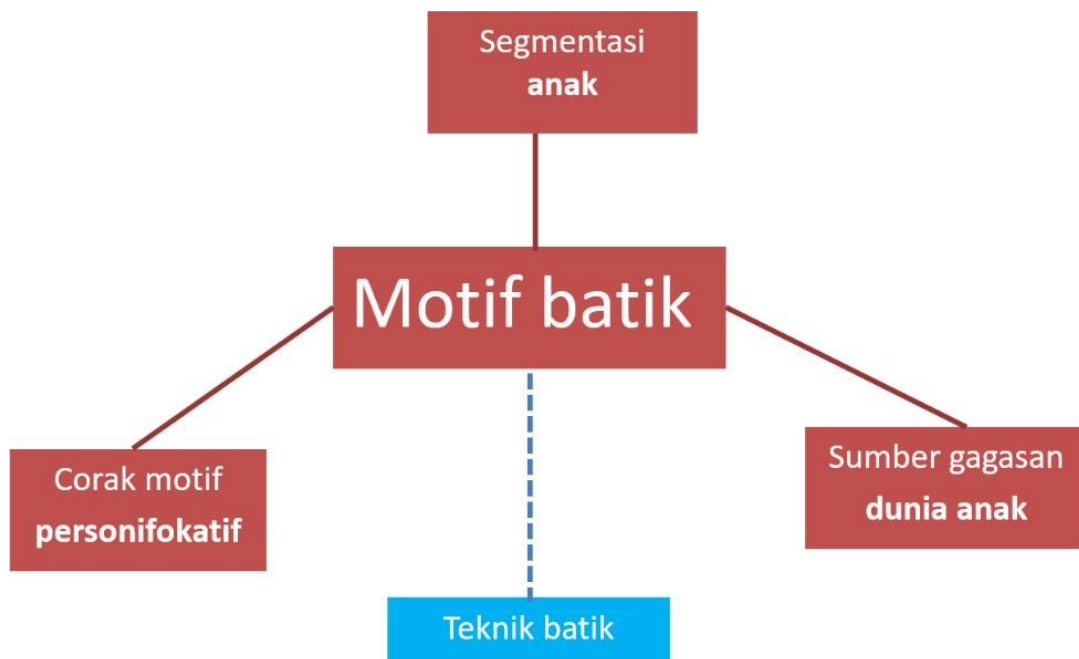 Segmentasi
anak
Motif batik
Corak motif
personifokatif
Sumber gagasan
dunia anak
Teknik batik